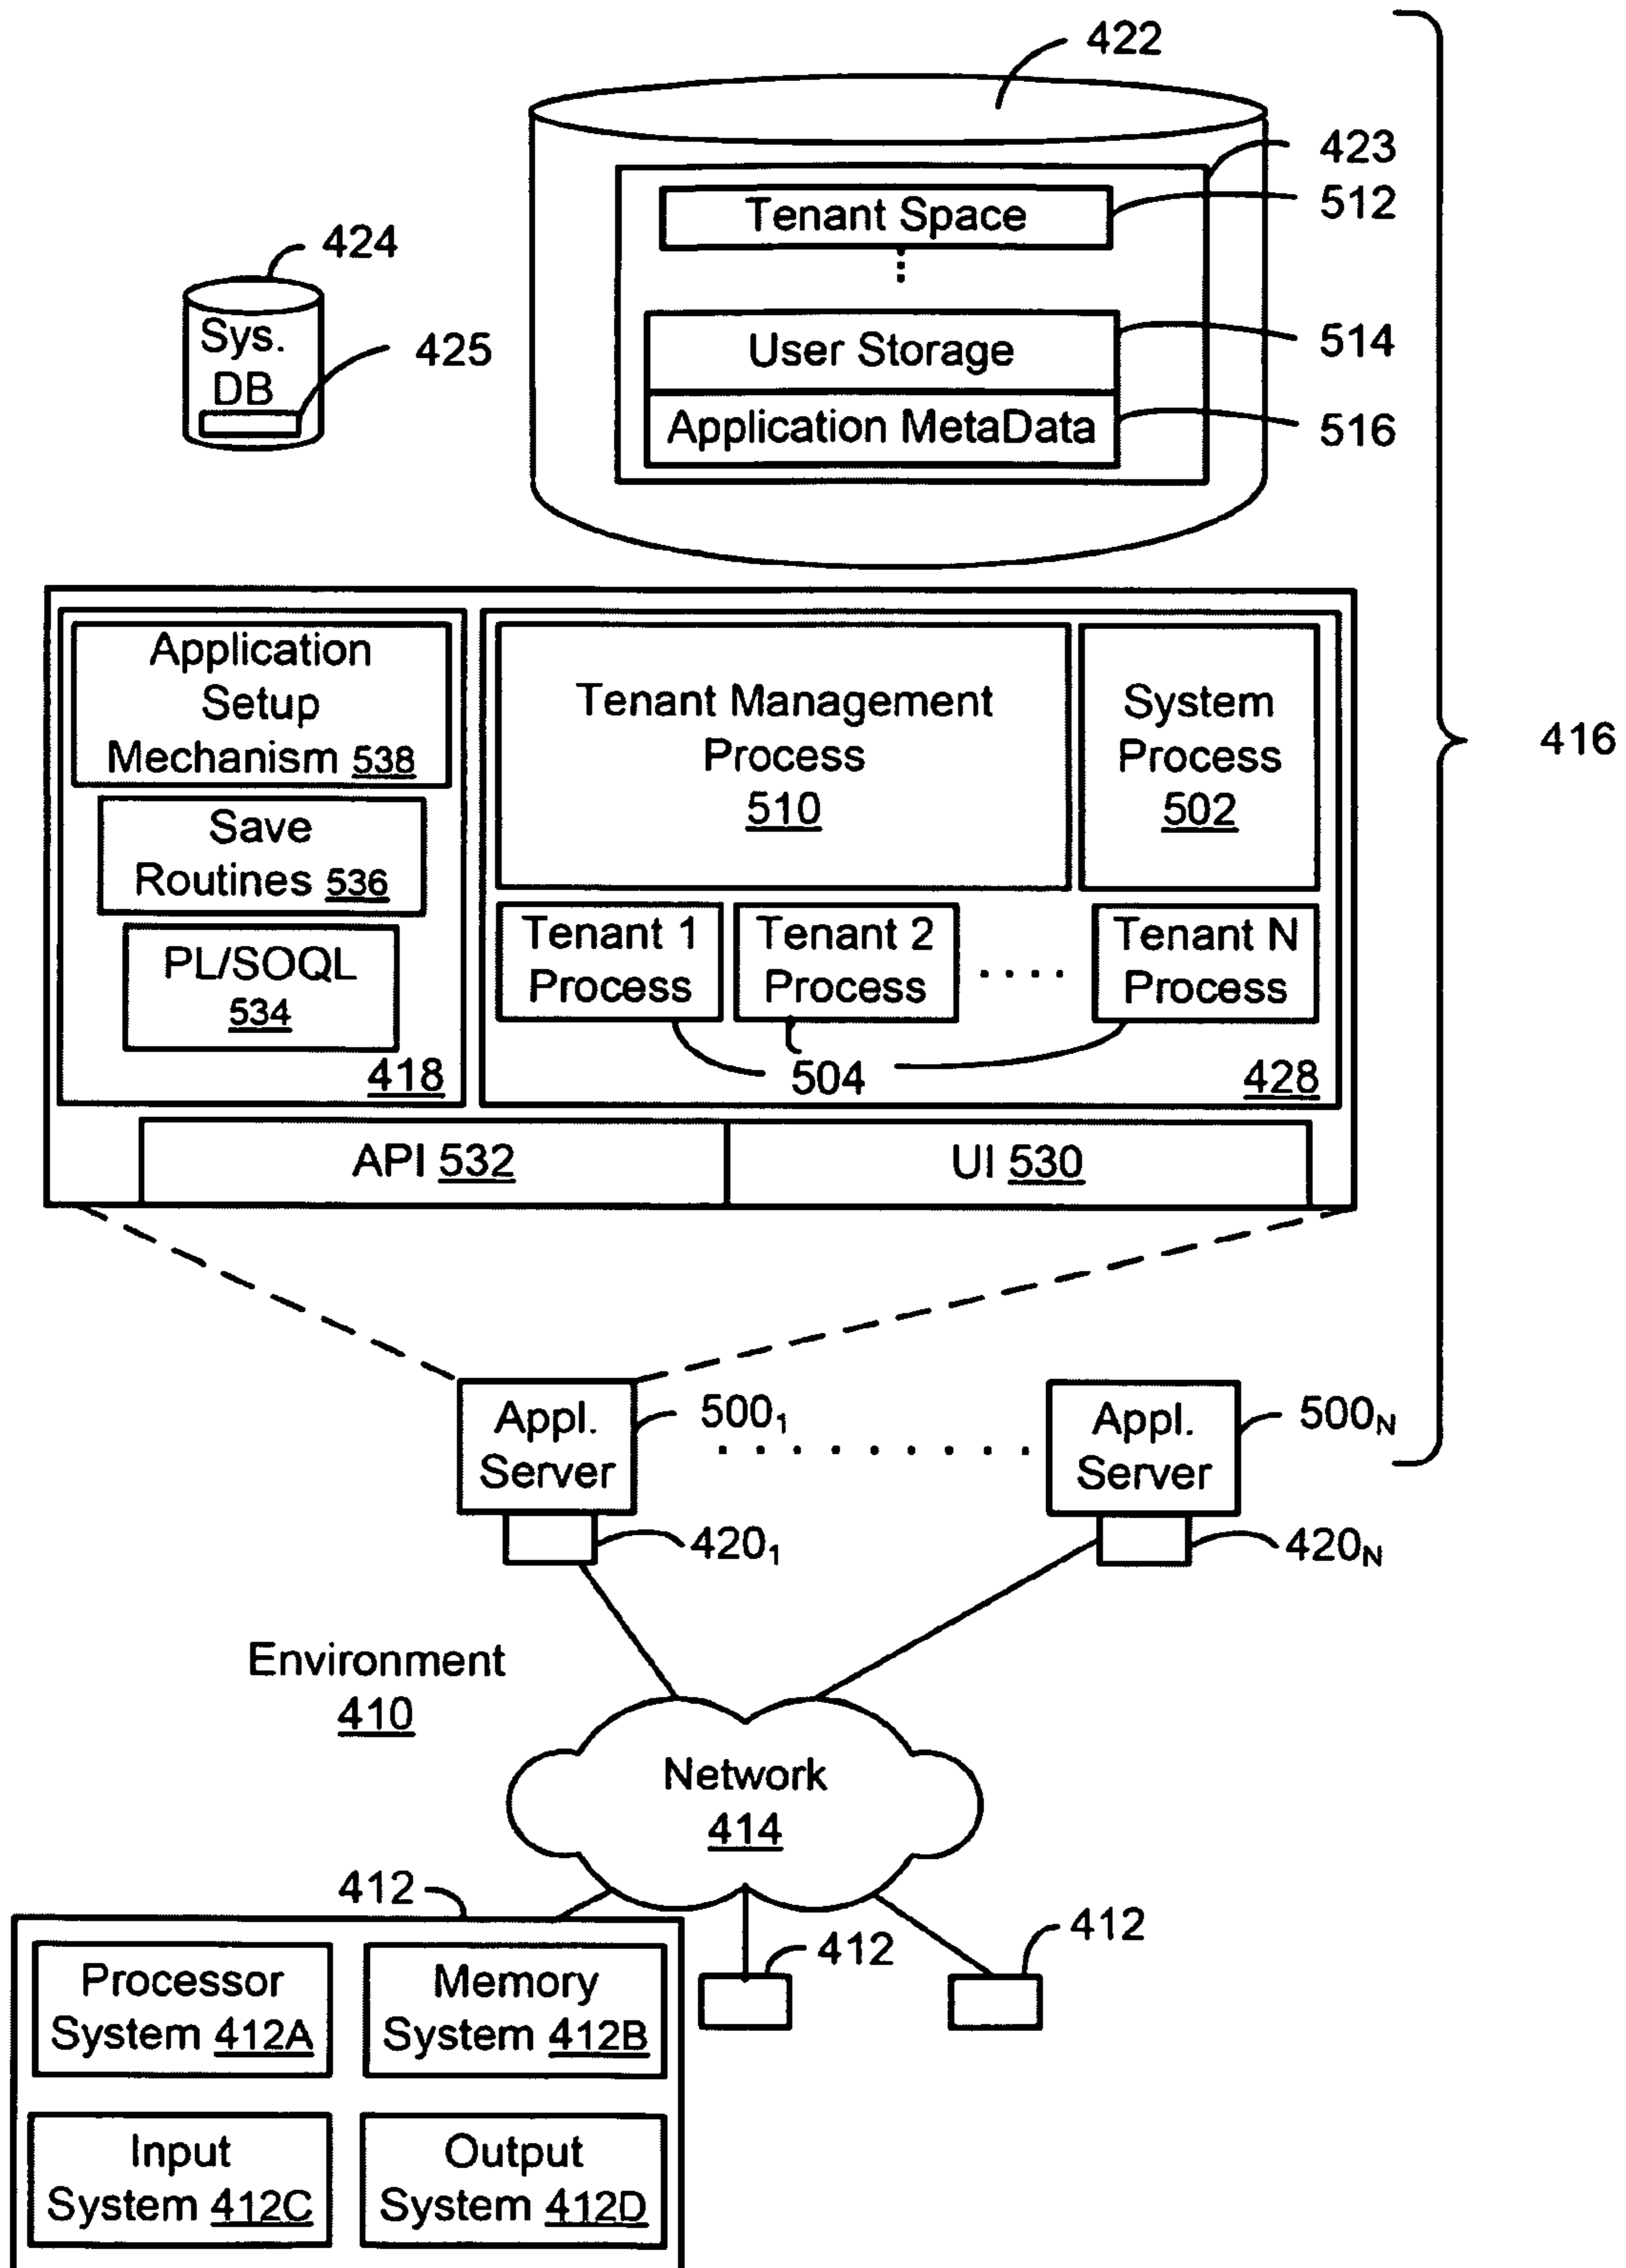 422
423
Tenant Space
512
424
Sys.
DB
425
User Storage
514
Application MetaData
516
416
Application
Setup
Mechanism 538
Save
Routines 536
PL/SOQL
534
418
Tenant Management
Process
510
System
Process
502
Tenant 1
Process
Tenant 2
Process
....
Tenant N
Process
504
428
API 532
UI 530
Appl.
Server
500₁
..........
Appl.
Server
500ₙ
420₁
420ₙ
Environment
410
Network
414
412
412
412
Processor
System 412A
Memory
System 412B
Input
System 412C
Output
System 412D